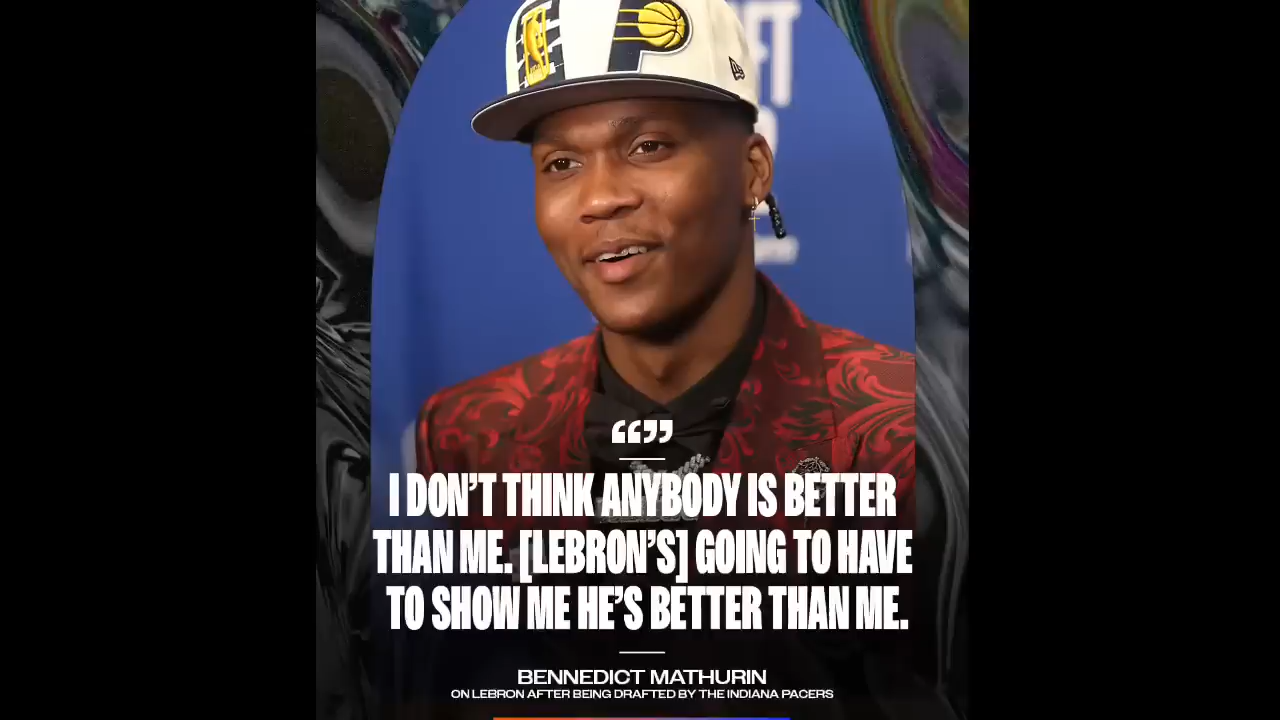 FT
“”
I DON’T THINK ANYBODY IS BETTER
THAN ME. [LEBRON’S] GOING TO HAVE
TO SHOW ME HE’S BETTER THAN ME.
BENNEDICT MATHURIN
ON LEBRON AFTER BEING DRAFTED BY THE INDIANA PACERS